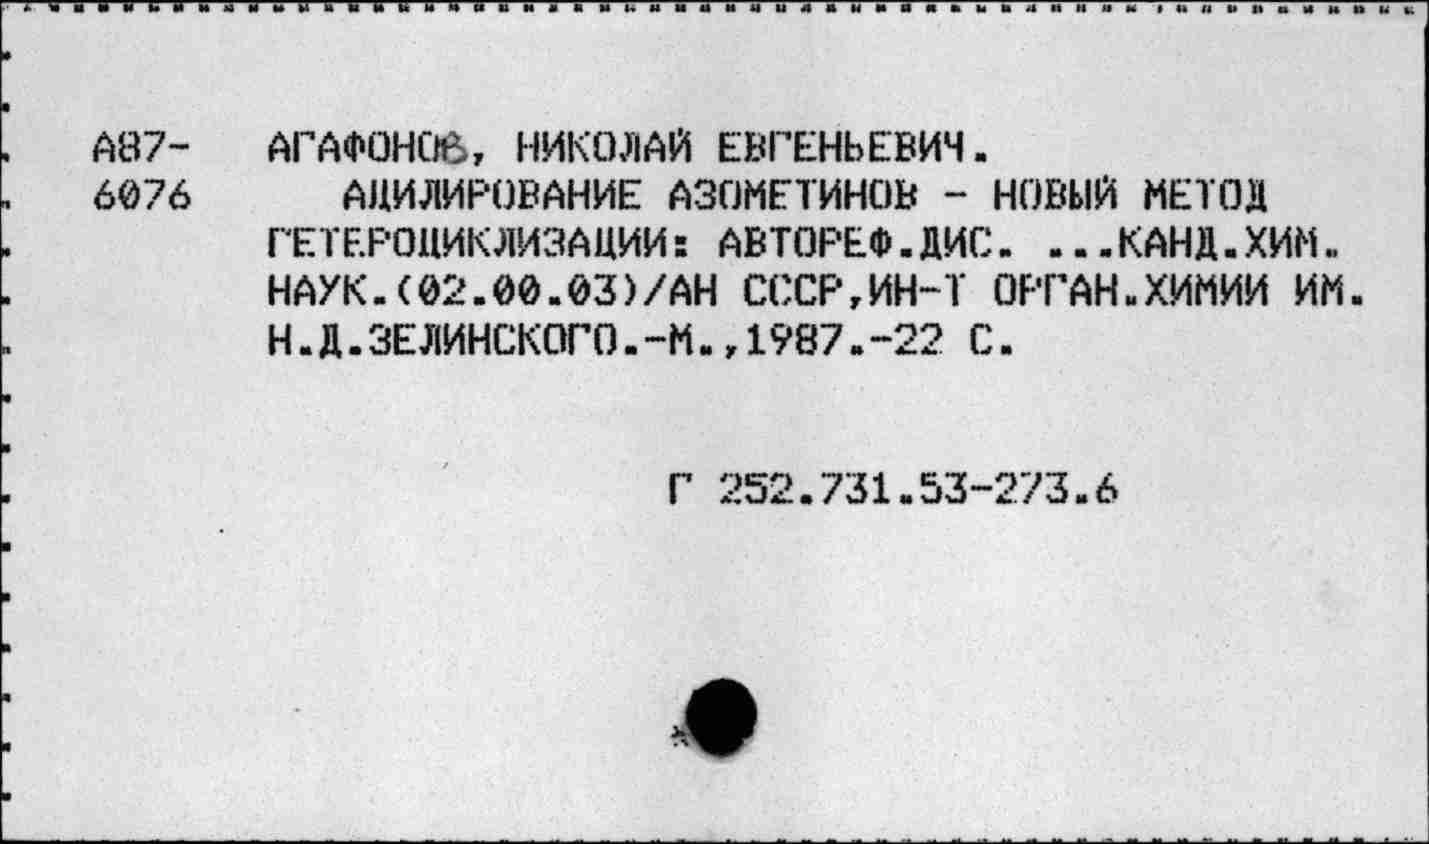 А87- АГАФОНОВ, НИКОЛАЙ ЕВГЕНЬЕВИЧ.
6076 АЦИЛИРОВАНИЕ АЗОМЕТИНОВ - НОВЫЙ МЕТОД
ГЕТЕРОЦИКЛИЗАЦИИ: АВТОРЕФ.ДИС. ...КАНД.ХИМ.
НАУК.(02.00.03)/АН СССР,ИН-Т ОРГАН.ХИМИИ ИМ.
Н.Д.ЗЕЛИНСКОГО.-М.,1987.-22 С.
Г 252.731.53-273.6